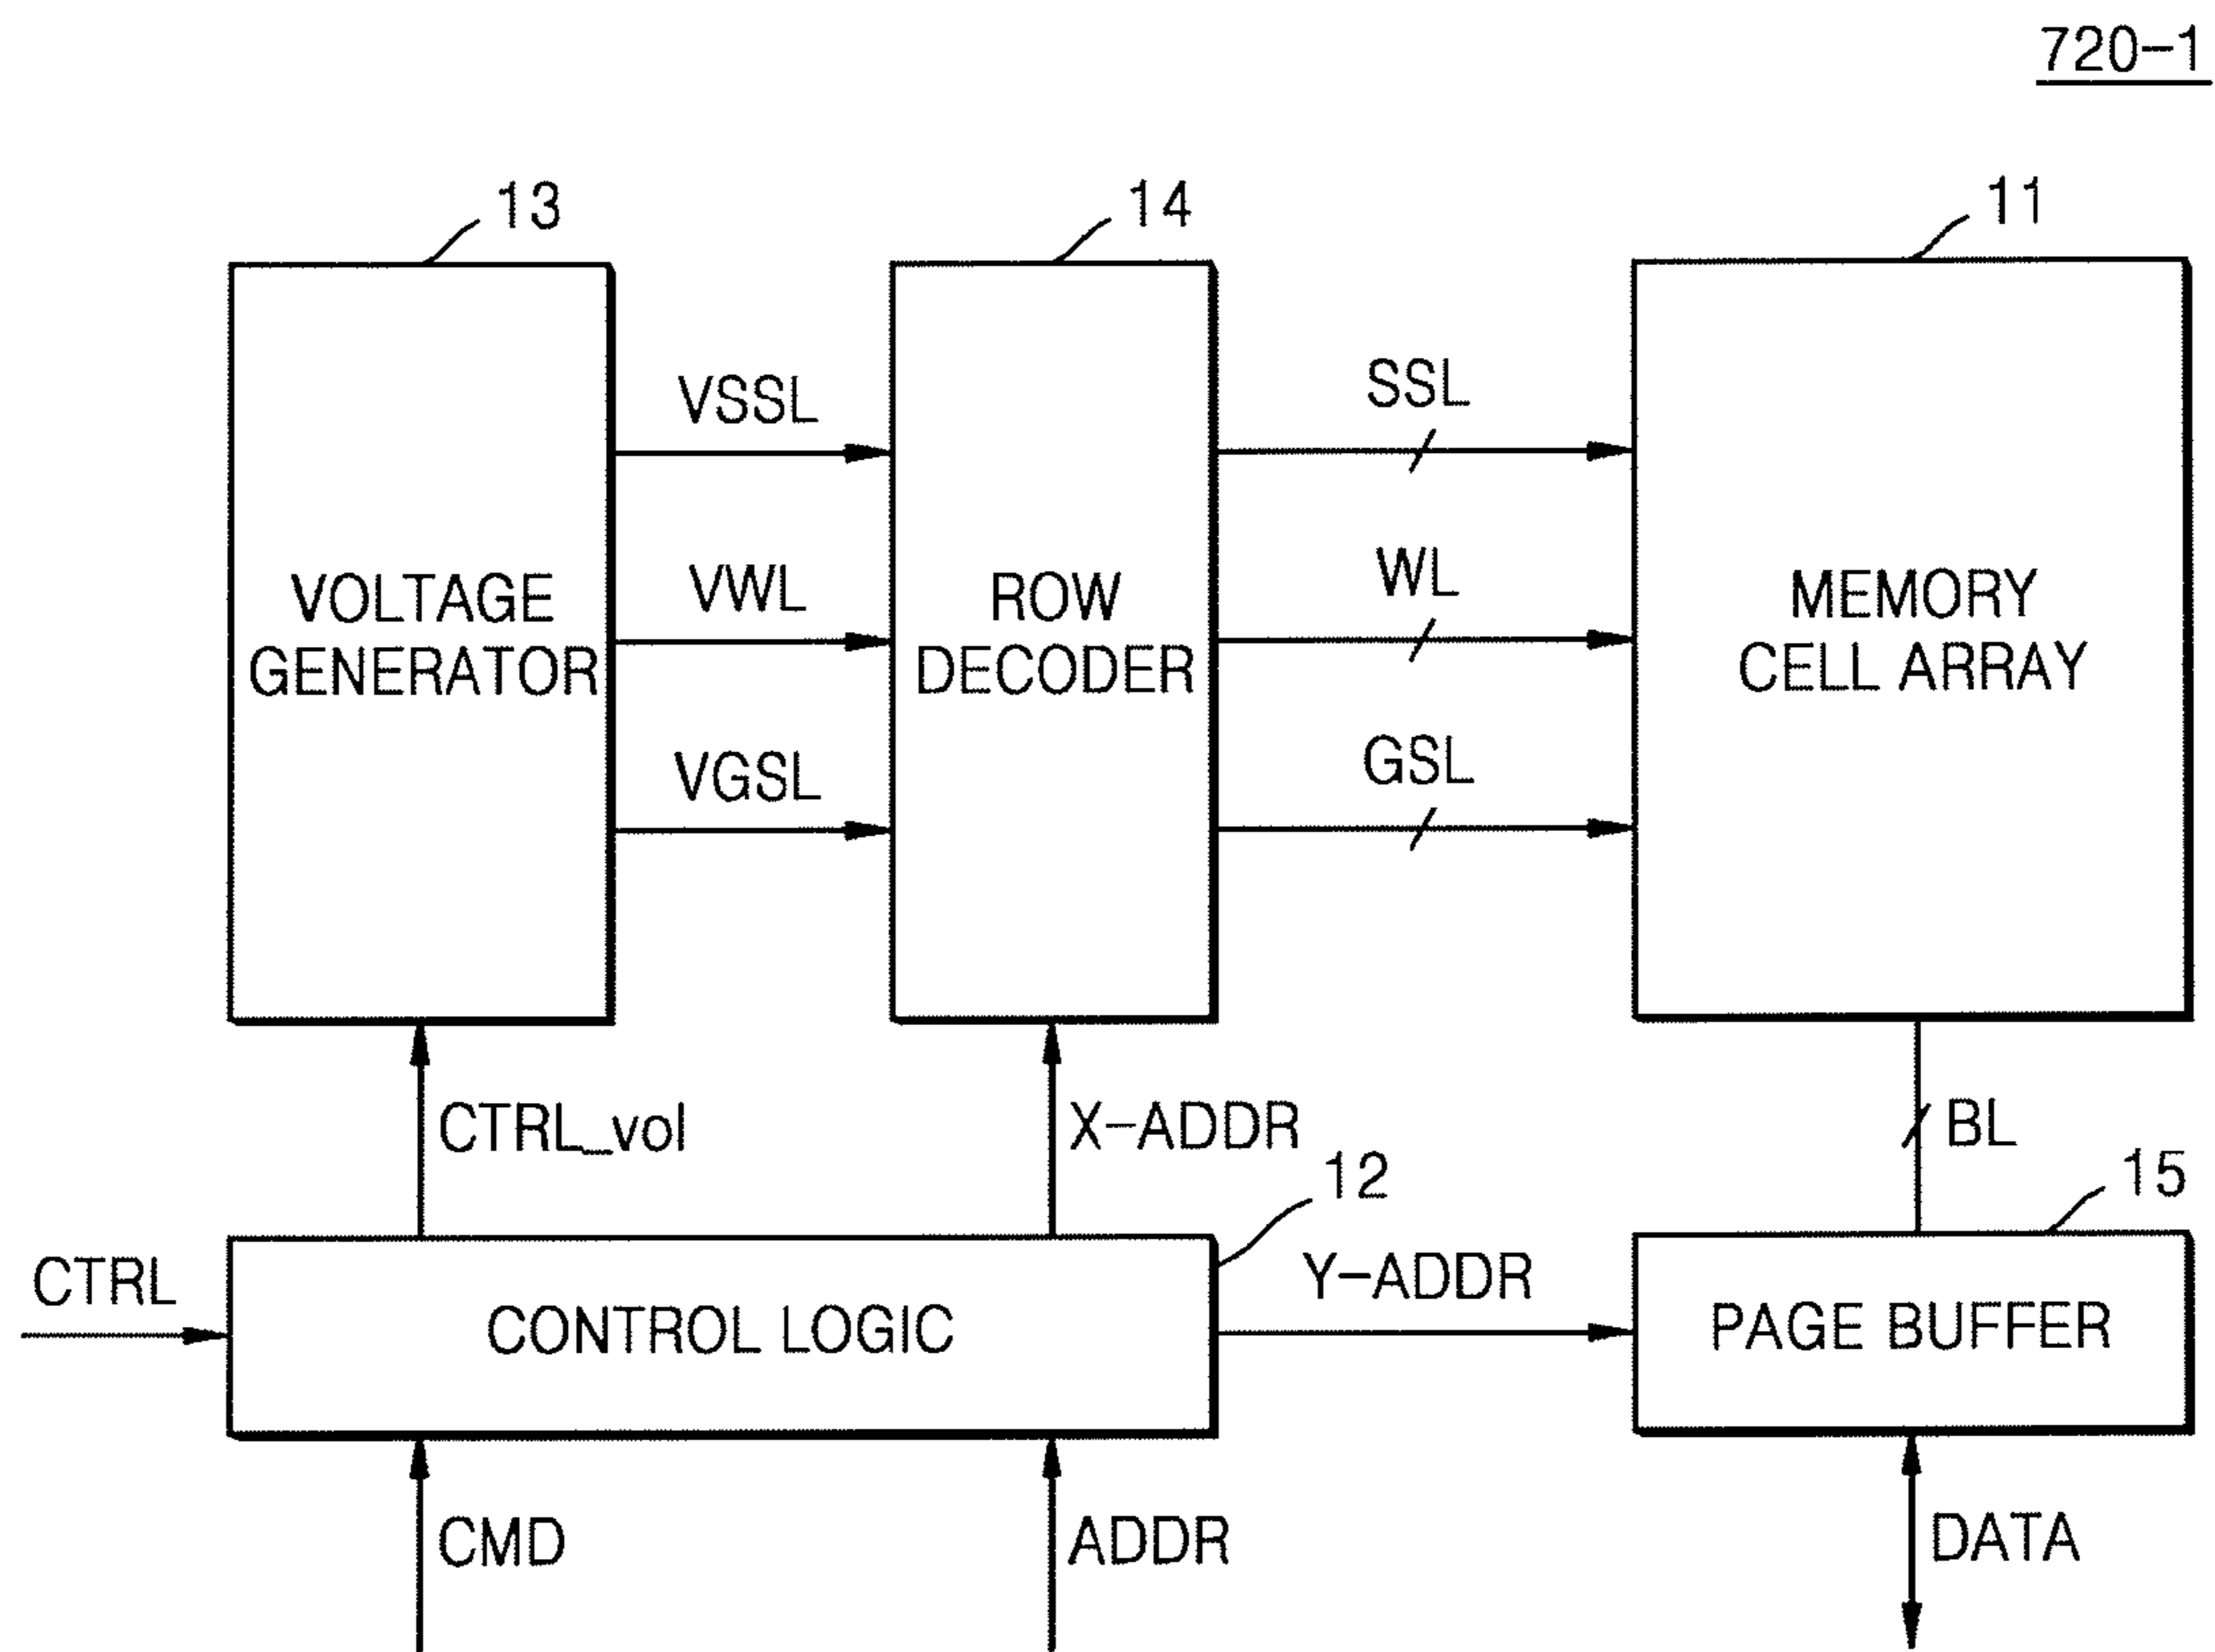 720-1
13
14
11
VSSL
SSL
VOLTAGE
GENERATOR
VWL
ROW
DECODER
WL
MEMORY
CELL ARRAY
VGSL
GSL
CTRL_vol
X-ADDR
BL
12
15
CTRL
CONTROL LOGIC
Y-ADDR
PAGE BUFFER
CMD
ADDR
DATA